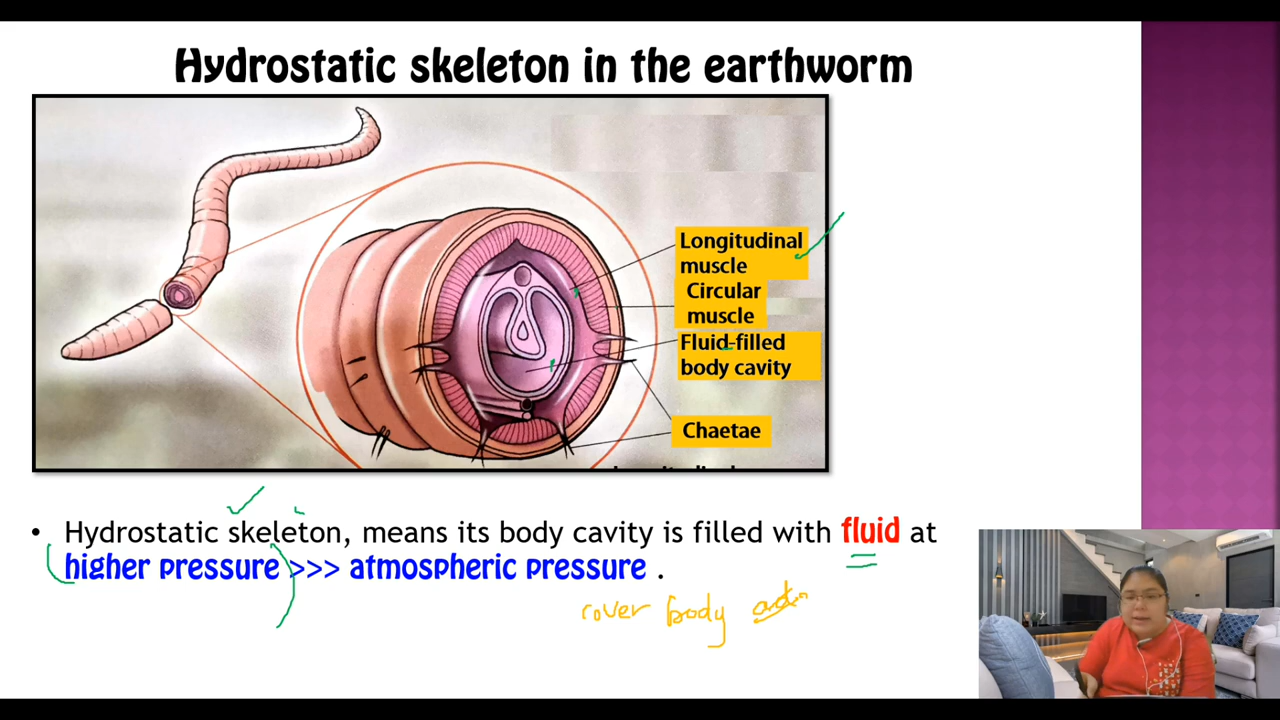 Hydrostatic skeleton in the earthworm
Longitudinal
muscle
Circular
muscle
Fluid-filled
body cavity
Chaetae
• Hydrostatic skeleton, means its body cavity is filled with fluid at
higher pressure >>> atmospheric pressure .
cover body